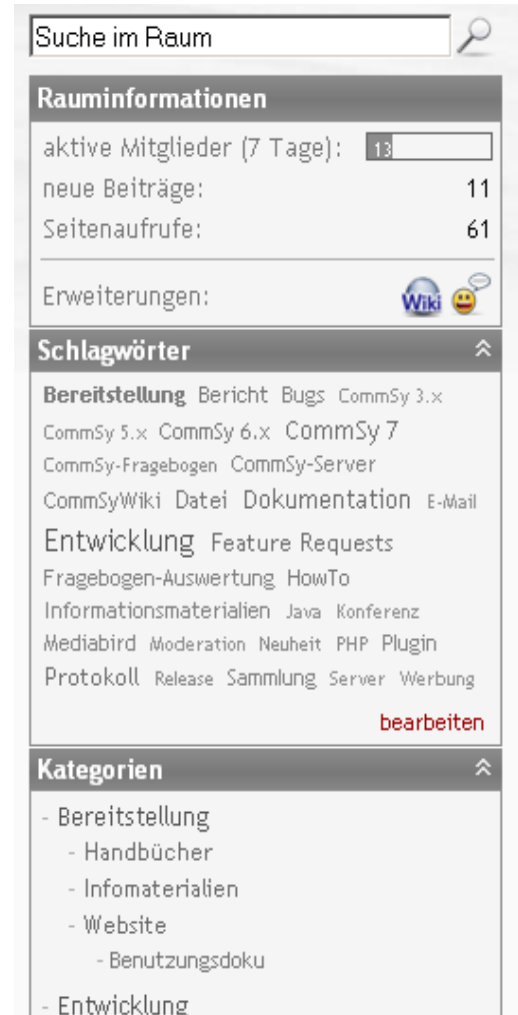 Suche im Raum
Rauminformationen
aktive Mitglieder (7 Tage): 13
neue Beiträge: 11
Seitenaufrufe: 61
Erweiterungen: Wiki
Schlagwörter
Bereitstellung Bericht Bugs CommSy 3.x
CommSy 5.x CommSy 6.x CommSy 7
CommSy-Fragebogen CommSy-Server
CommSyWiki Datei Dokumentation E-Mail
Entwicklung Feature Requests
Fragebogen-Auswertung HowTo
Informationsmaterialien Java Konferenz
Mediabird Moderation Neuheit PHP Plugin
Protokoll Release Sammlung Server Werbung
bearbeiten
Kategorien
- Bereitstellung
- Handbücher
- Infomaterialien
- Website
- Benutzungsdoku
- Entwicklung